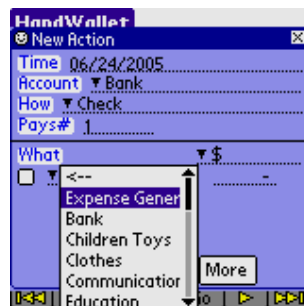 HandWallet
New Action
Time 06/24/2005
Account Bank
How Check
Pays# 1
What $
<--
Expense Gener
Bank
Children Toys
Clothes
Communication
More
Education